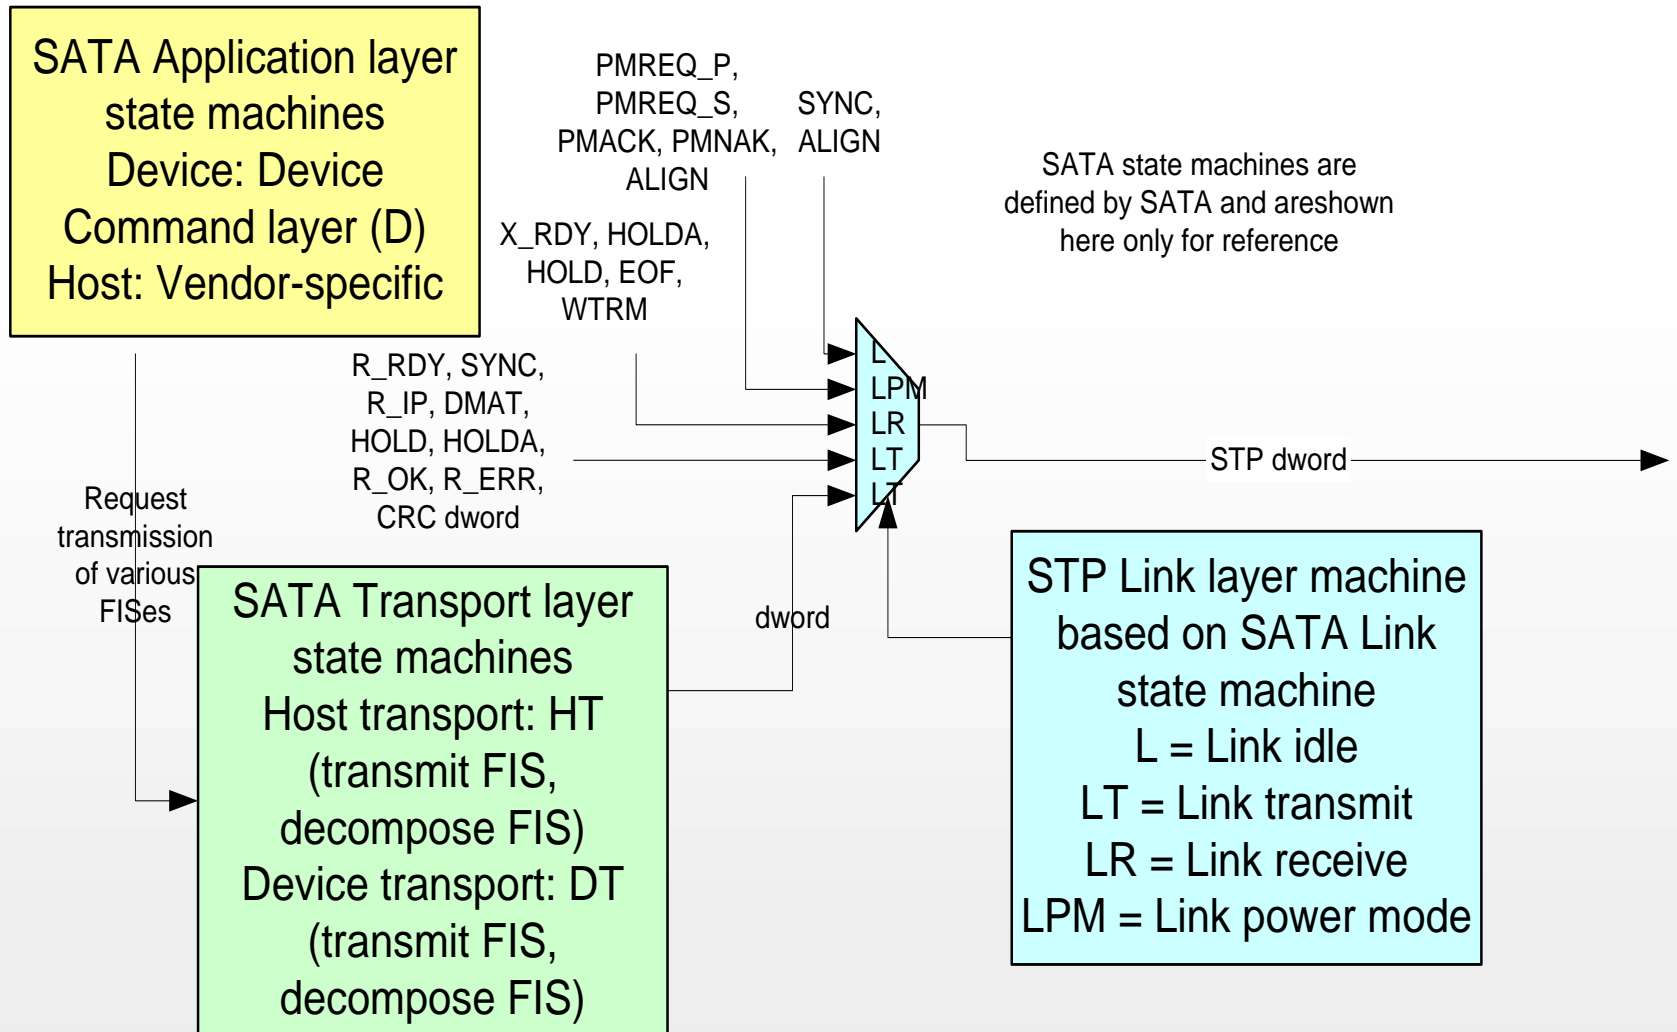 SATA Application layer
state machines
Device: Device
Command layer (D)
Host: Vendor-specific
PMREQ_P,
PMREQ_S,
PMACK, PMNAK,
ALIGN
SYNC,
ALIGN
SATA state machines are
defined by SATA and areshown
here only for reference
X_RDY, HOLDA,
HOLD, EOF,
WTRM
R_RDY, SYNC,
R_IP, DMAT,
HOLD, HOLDA,
R_OK, R_ERR,
CRC dword
L
LPM
LR
LT
LT
STP dword
Request
transmission
of various
FISes
SATA Transport layer
state machines
Host transport: HT
(transmit FIS,
decompose FIS)
Device transport: DT
(transmit FIS,
decompose FIS)
dword
STP Link layer machine
based on SATA Link
state machine
L = Link idle
LT = Link transmit
LR = Link receive
LPM = Link power mode